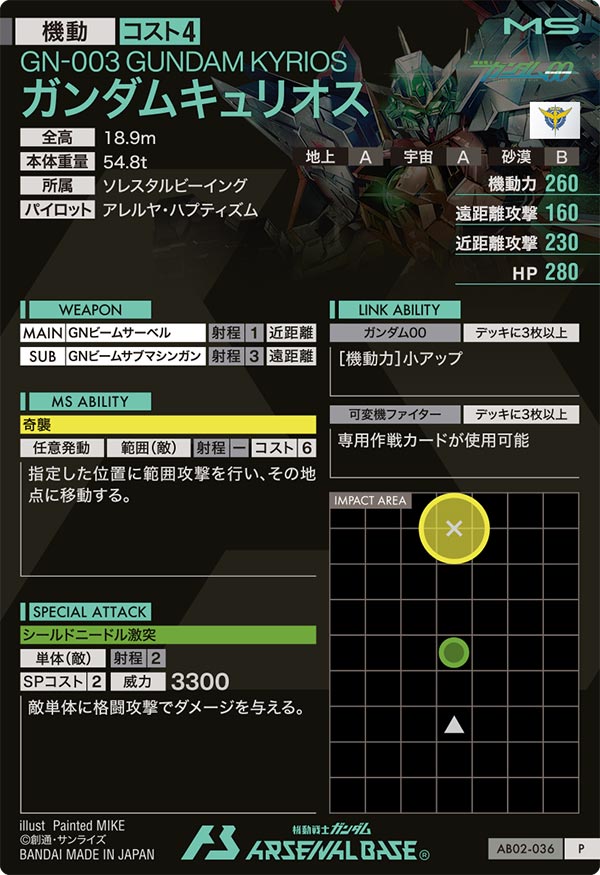 機動 コスト4 MS
GN-003 GUNDAM KYRIOS
ガンダムキュリオス
機動戦士ガンダム00
全高 18.9m
本体重量 54.8t
所属 ソレスタルビーイング
パイロット アレルヤ・ハプティズム
地上 A 宇宙 A 砂漠 B
機動力 260
遠距離攻撃 160
近距離攻撃 230
HP 280
WEAPON
MAIN GNビームサーベル 射程 1 近距離
SUB GNビームサブマシンガン 射程 3 遠距離
MS ABILITY
奇襲
任意発動 範囲(敵) 射程 ー コスト 6
指定した位置に範囲攻撃を行い、その地
点に移動する。
SPECIAL ATTACK
シールドニードル激突
単体(敵) 射程 2
SPコスト 2 威力 3300
敵単体に格闘攻撃でダメージを与える。
LINK ABILITY
ガンダム00 デッキに3枚以上
[機動力]小アップ
可変機ファイター デッキに3枚以上
専用作戦カードが使用可能
IMPACT AREA
illust Painted MIKE
©創通・サンライズ
BANDAI MADE IN JAPAN
機動戦士ガンダム
AB ARSENAL BASE®
AB02-036 P